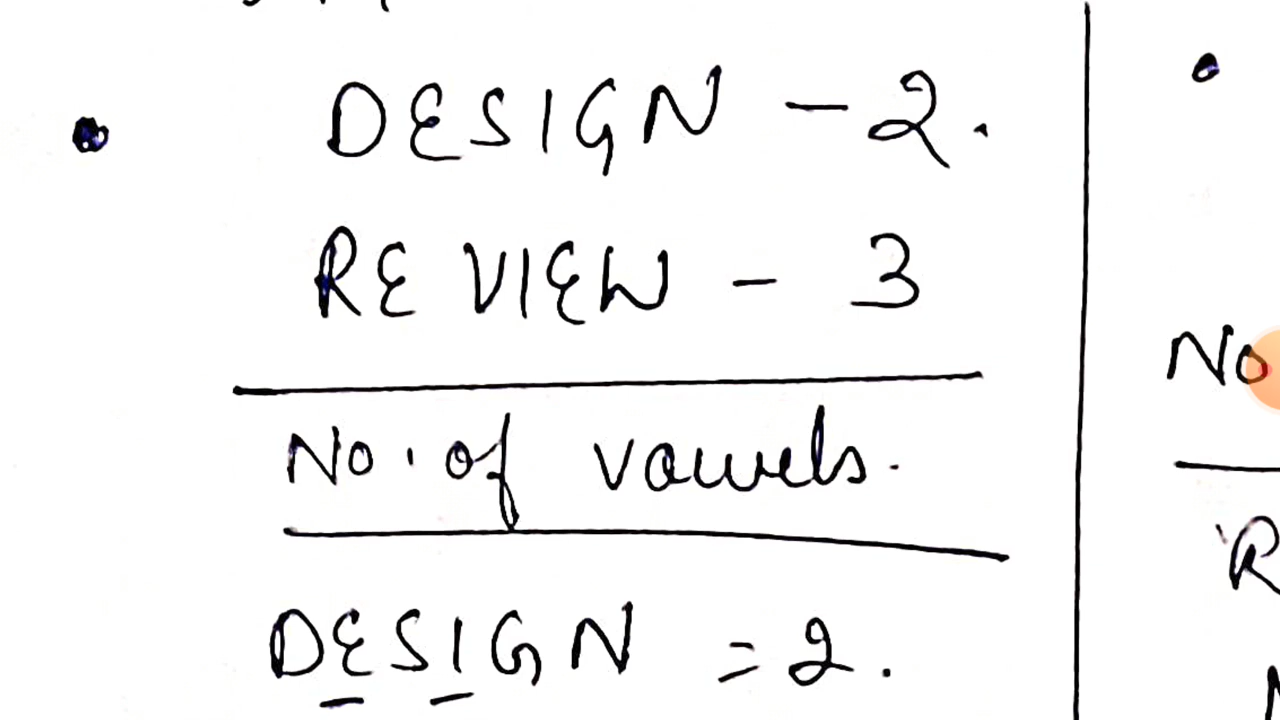 DESIGN - 2.
REVIEW - 3
No. of vowels.
DESIGN = 2.
No
R